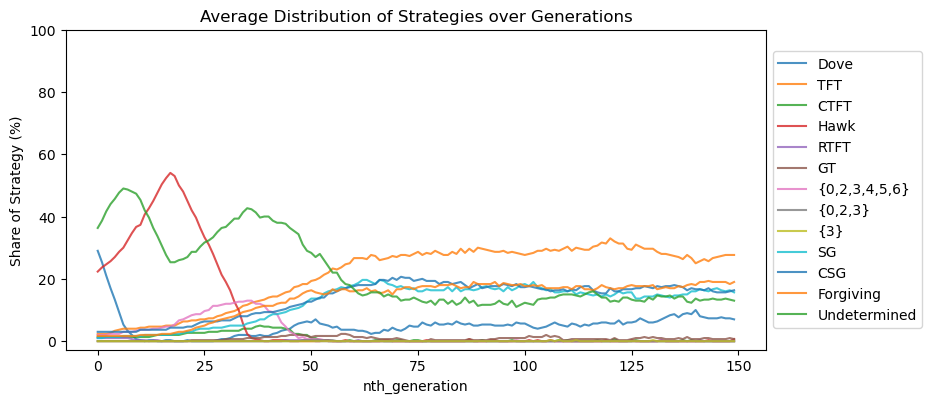 Average Distribution of Strategies over Generations
Share of Strategy (%)
100
80
60
40
20
0
0
25
50
75
100
125
150
nth_generation
Dove
TFT
CTFT
Hawk
RTFT
GT
{0,2,3,4,5,6}
{0,2,3}
{3}
SG
CSG
Forgiving
Undetermined